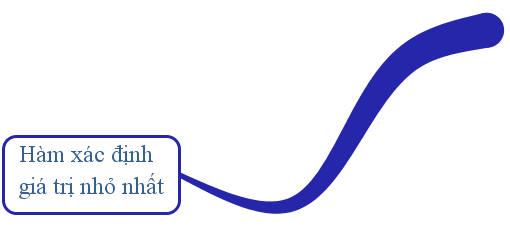 Hàm xác định
giá trị nhỏ nhất